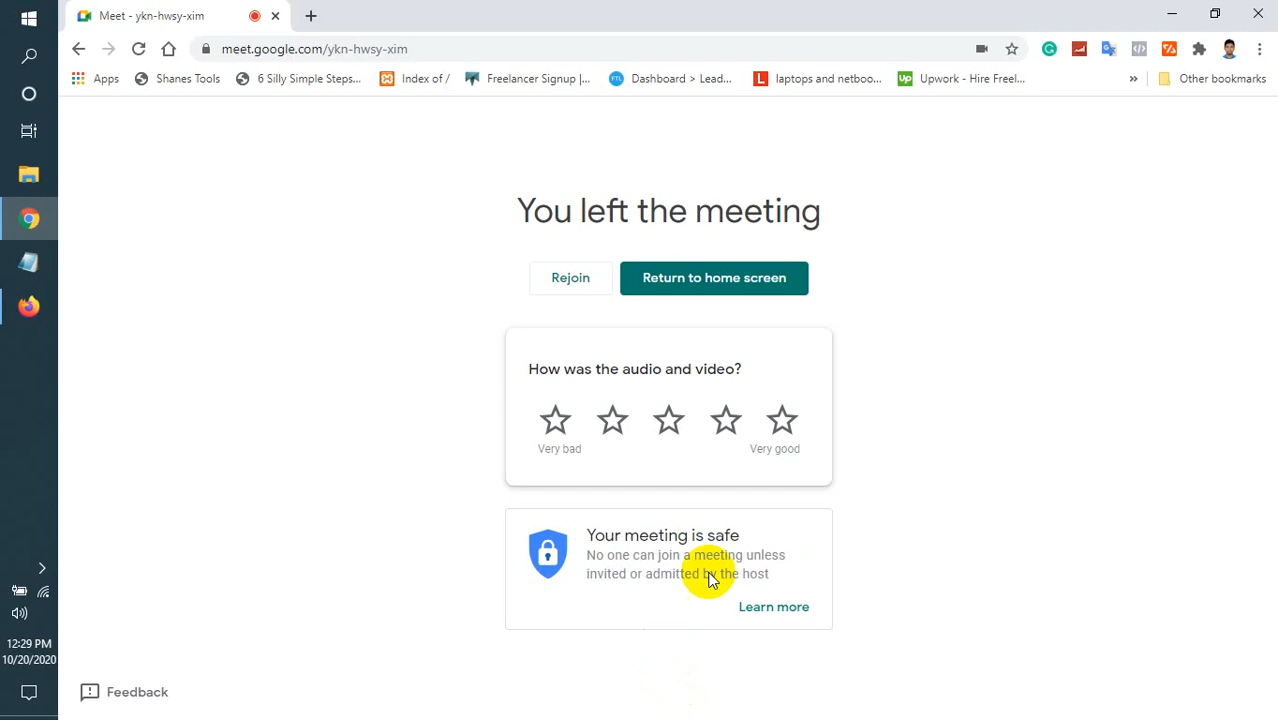 Meet - ykn-hwsy-xim
meet.google.com/ykn-hwsy-xim
Apps
Shanes Tools
6 Silly Simple Steps...
Index of /
Freelancer Signup |...
FTL
Dashboard > Lead...
L
laptops and netboo...
Up
Upwork - Hire Freel...
»
Other bookmarks
You left the meeting
Rejoin
Return to home screen
How was the audio and video?
Very bad
Very good
Your meeting is safe
No one can join a meeting unless
invited or admitted by the host
Learn more
Feedback
12:29 PM
10/20/2020